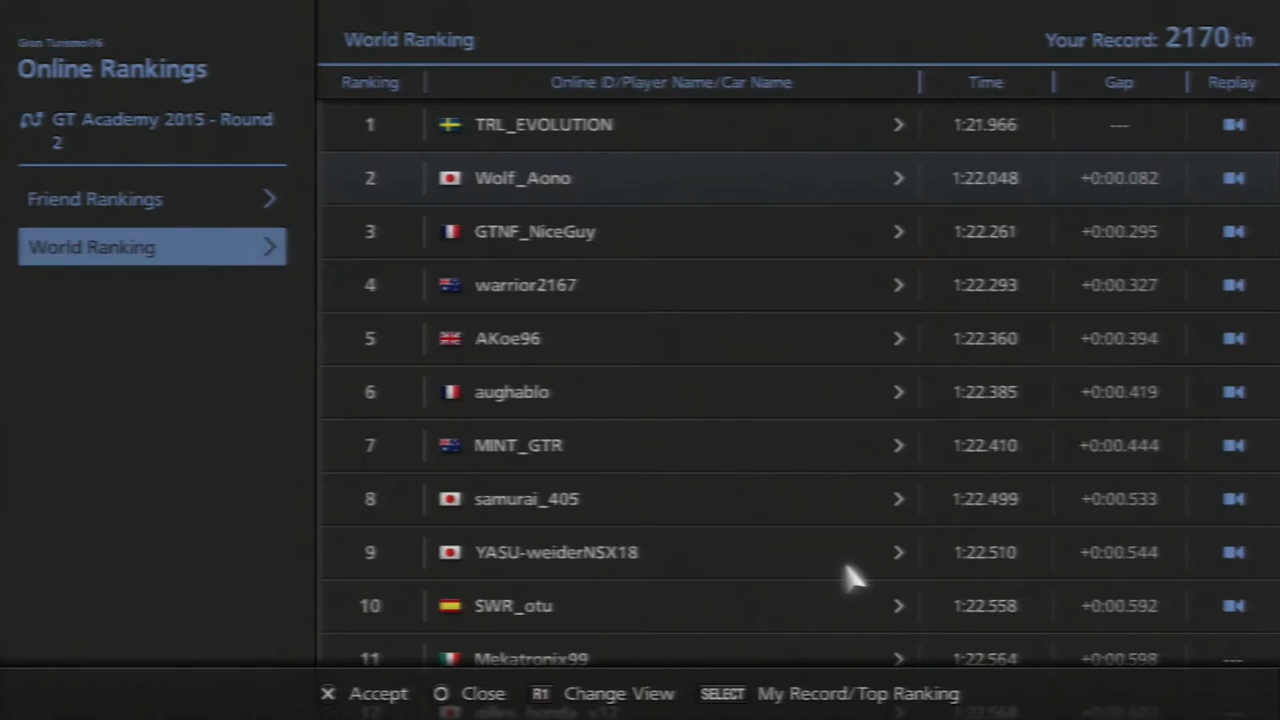 Gran Turismo®6
Online Rankings
GT Academy 2015 - Round
2
Friend Rankings
World Ranking
World Ranking
Your Record: 2170 th
Ranking Online ID/Player Name/Car Name Time Gap Replay
1 TRL_EVOLUTION 1:21.966 ---
2 Wolf_Aono 1:22.048 +0:00.082
3 GTNF_NiceGuy 1:22.261 +0:00.295
4 warrior2167 1:22.293 +0:00.327
5 AKoe96 1:22.360 +0:00.394
6 aughablo 1:22.385 +0:00.419
7 MINT_GTR 1:22.410 +0:00.444
8 samurai_405 1:22.499 +0:00.533
9 YASU-weiderNSX18 1:22.510 +0:00.544
10 SWR_otu 1:22.558 +0:00.592
11 Mekatronix99 1:22.564 +0:00.598 ---
X Accept O Close R1 Change View SELECT My Record/Top Ranking